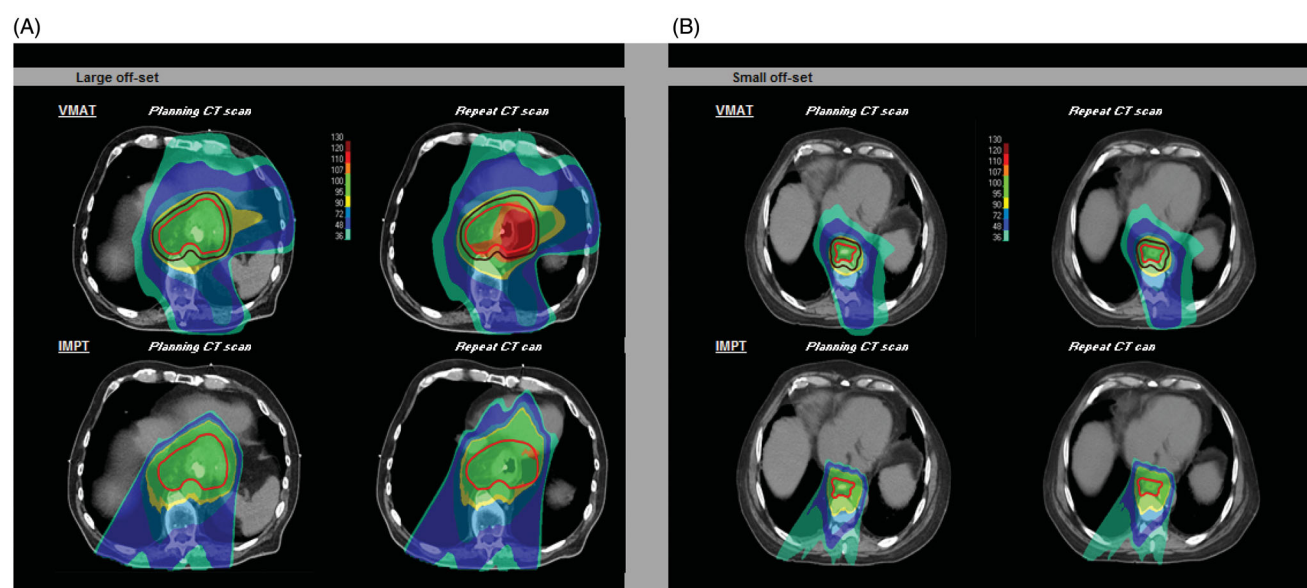 (A)
Large off-set
VMAT
Planning CT scan
Repeat CT scan
130
120
110
107
100
95
90
72
48
36
IMPT
Planning CT scan
Repeat CT can
(B)
Small off-set
VMAT
Planning CT scan
Repeat CT scan
130
120
110
107
100
95
90
72
48
36
IMPT
Planning CT scan
Repeat CT can